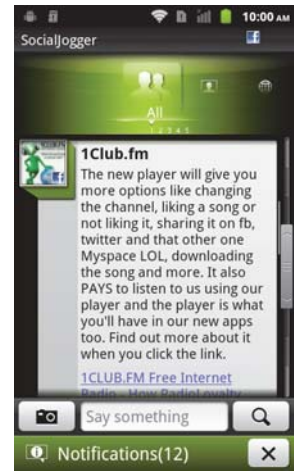 10:00 AM
SocialJogger
All
1 2 3 4 5
1Club.fm
The new player will give you
more options like changing
the channel, liking a song or
not liking it, sharing it on fb,
twitter and that other one
Myspace LOL, downloading
the song and more. It also
PAYS to listen to us using our
player and the player is what
you'll have in our new apps
too. Find out more about it
when you click the link.
1CLUB.FM Free Internet
Radio - How RadioLoyalty
Say something
Notifications(12)